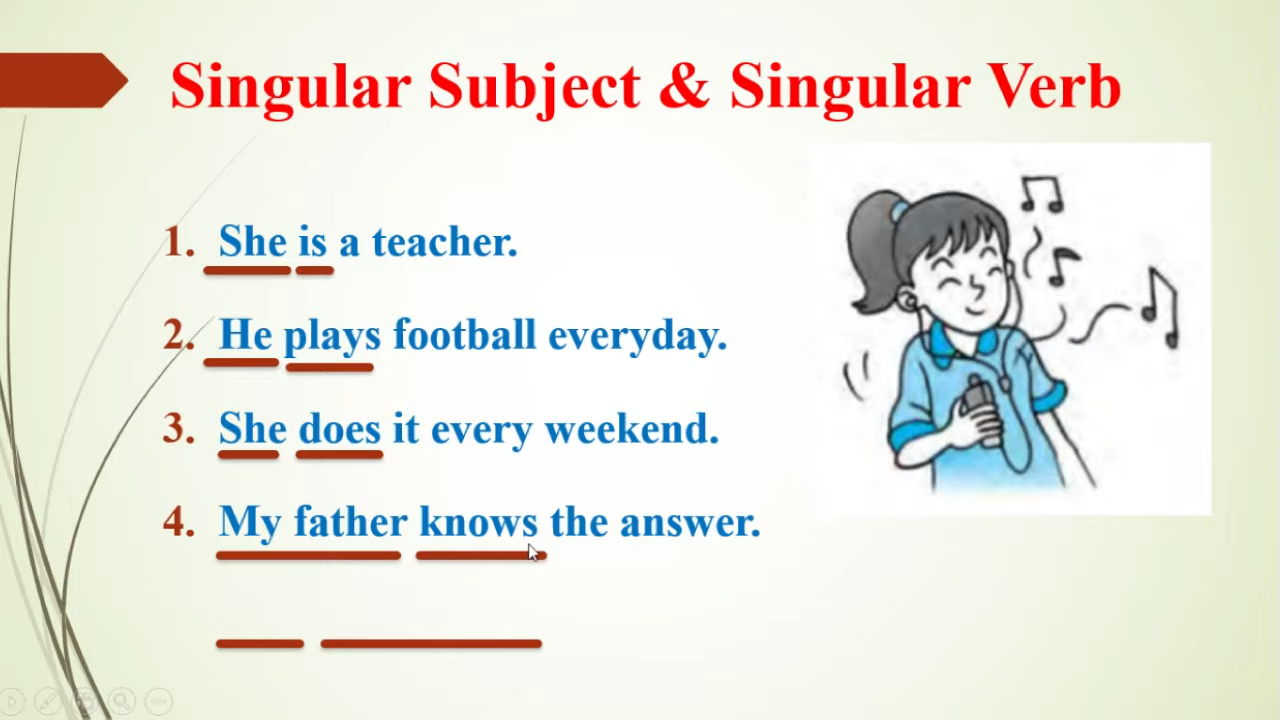 Singular Subject & Singular Verb
1. She is a teacher.
2. He plays football everyday.
3. She does it every weekend.
4. My father knows the answer.